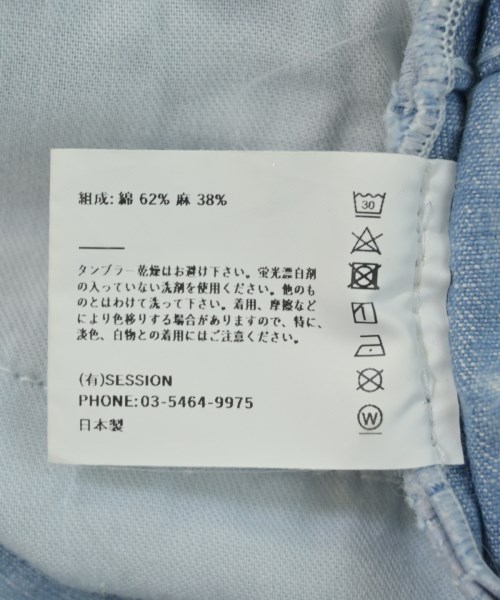 組成: 綿 62% 麻 38%
タンブラー乾燥はお避け下さい。蛍光漂白剤
の入っていない洗剤を使用ください。他のも
のとはわけて洗って下さい。着用、摩擦など
により色移りする場合がありますので、特に、
淡色、白物との着用にはご注意ください。
(有)SESSION
PHONE:03-5464-9975
日本製
30
W